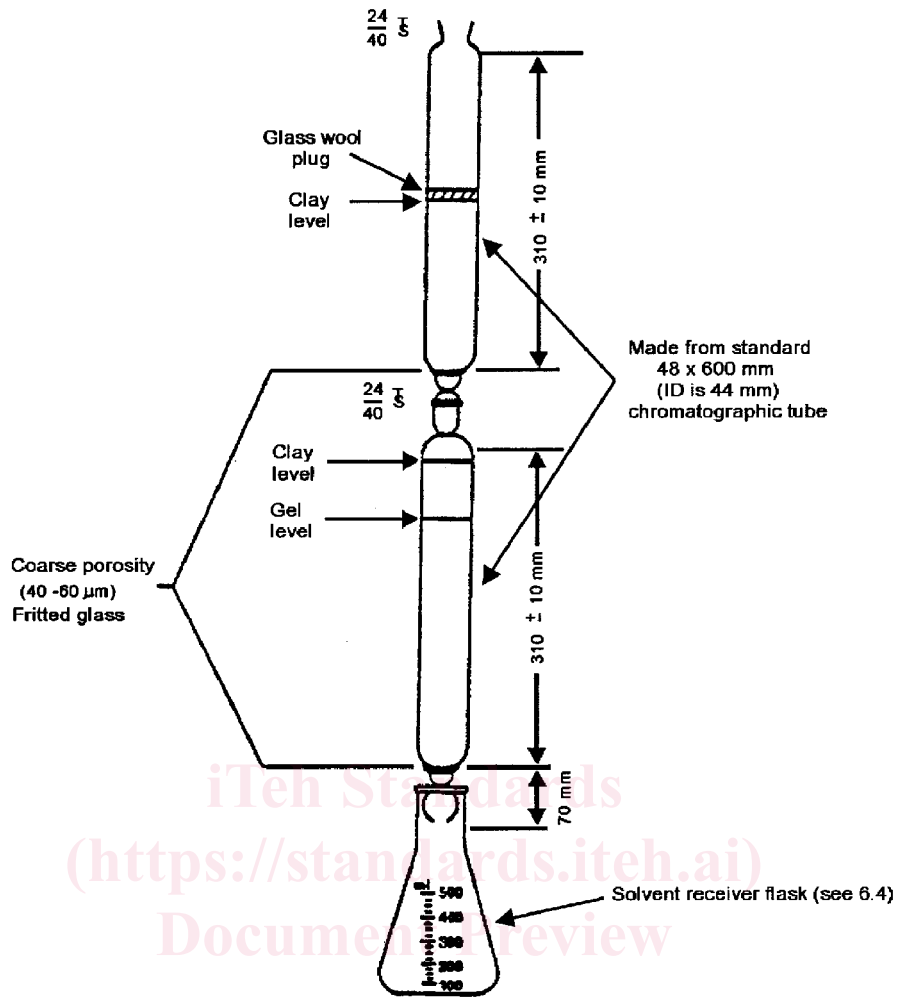 24
40 T S
Glass wool
plug
Clay
level
310 ± 10 mm
Made from standard
48 x 600 mm
(ID is 44 mm)
chromatographic tube
24
40 T S
Clay
level
Gel
level
Coarse porosity
(40 -60 μm)
Fritted glass
310 ± 10 mm
70 mm
iTeh Standards
(https://standards.iteh.ai)
Document Preview
Solvent receiver flask (see 6.4)
500
400
300
200
100